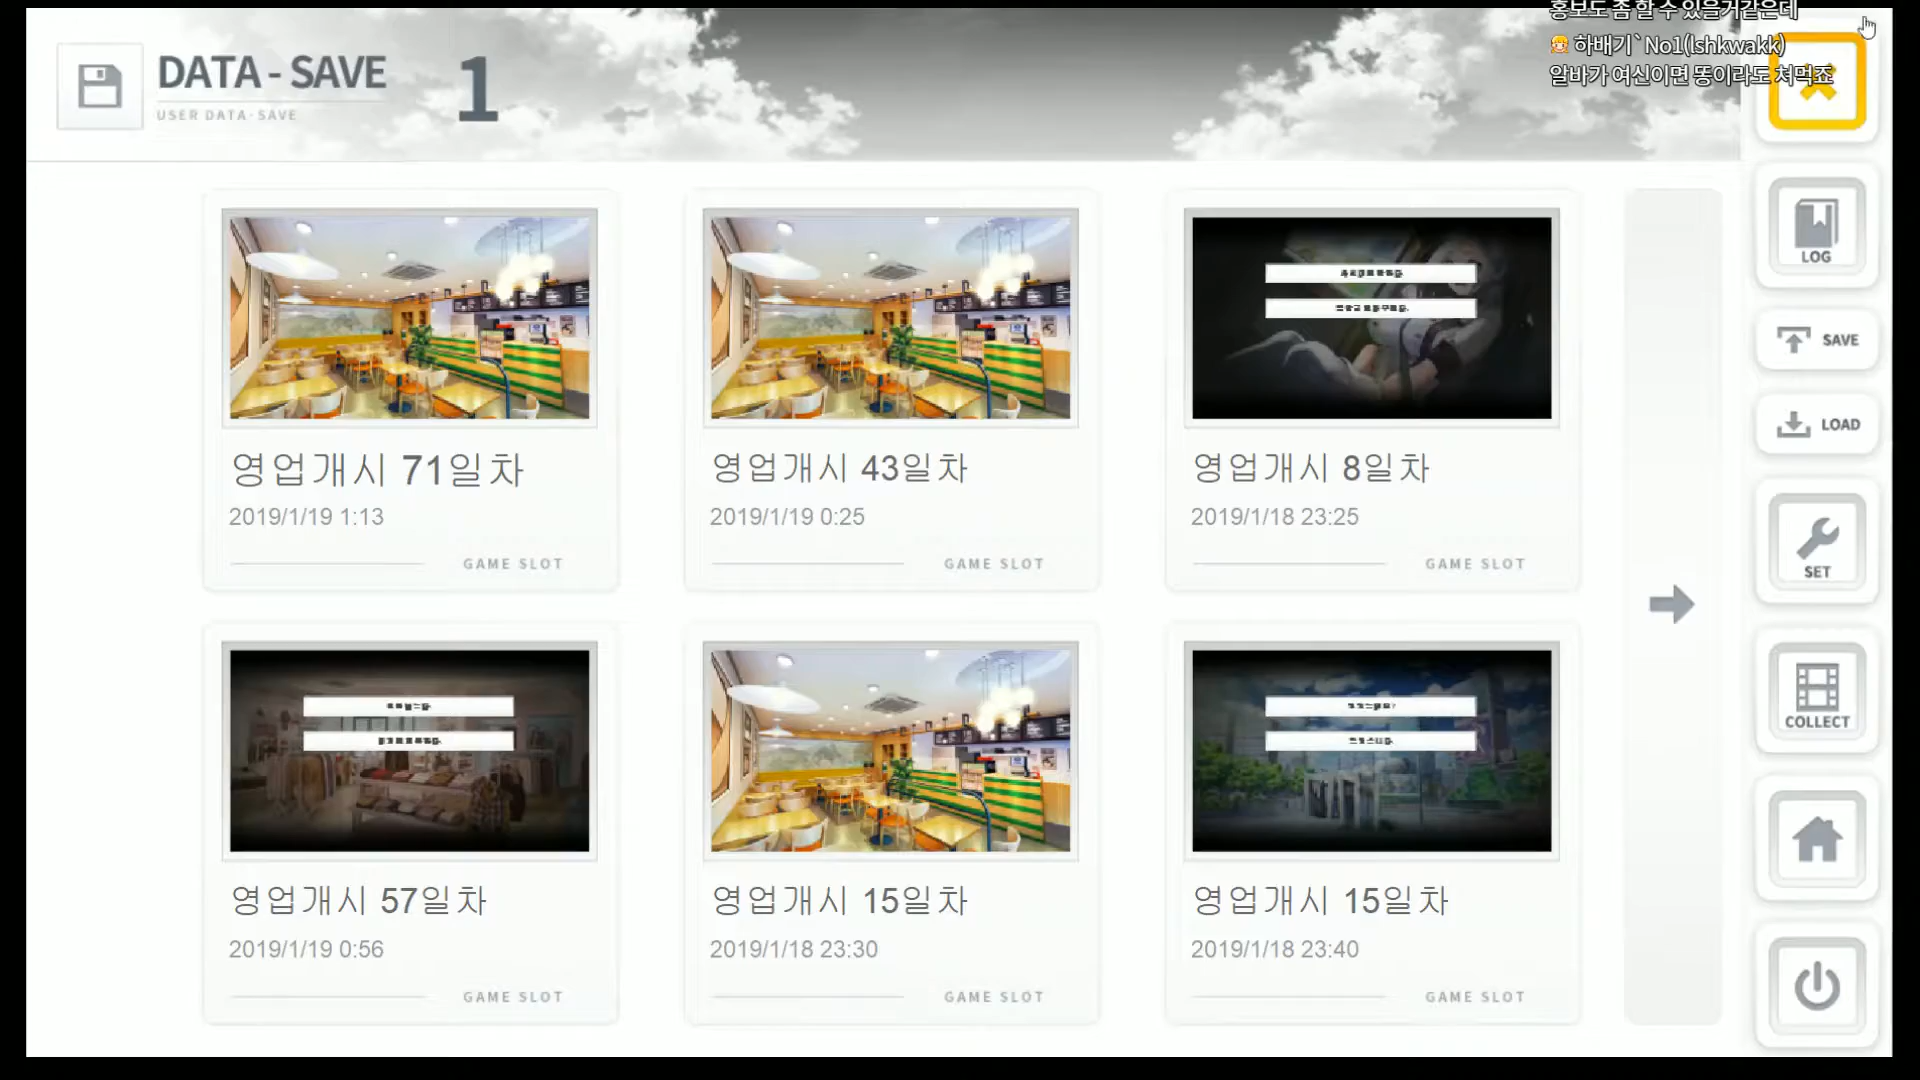 홍보도 좀 할 수 있을거같은데
하배기`No1(lshkwakk)
알바가 여신이면 똥이라도 처먹죠
DATA - SAVE
USER DATA·SAVE
1
영업개시 71일차
2019/1/19 1:13
GAME SLOT
영업개시 43일차
2019/1/19 0:25
GAME SLOT
영업개시 8일차
2019/1/18 23:25
GAME SLOT
영업개시 57일차
2019/1/19 0:56
GAME SLOT
영업개시 15일차
2019/1/18 23:30
GAME SLOT
영업개시 15일차
2019/1/18 23:40
GAME SLOT
LOG
SAVE
LOAD
SET
COLLECT